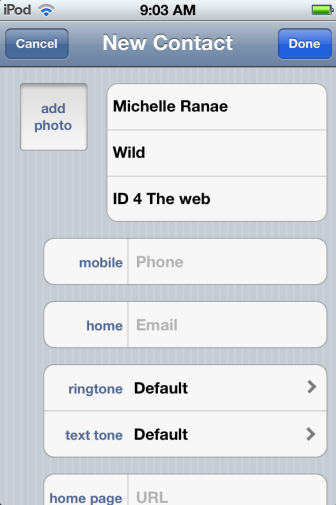 iPod 9:03 AM
Cancel New Contact Done
add
photo
Michelle Ranae
Wild
ID 4 The web
mobile Phone
home Email
ringtone Default
text tone Default
home page URL